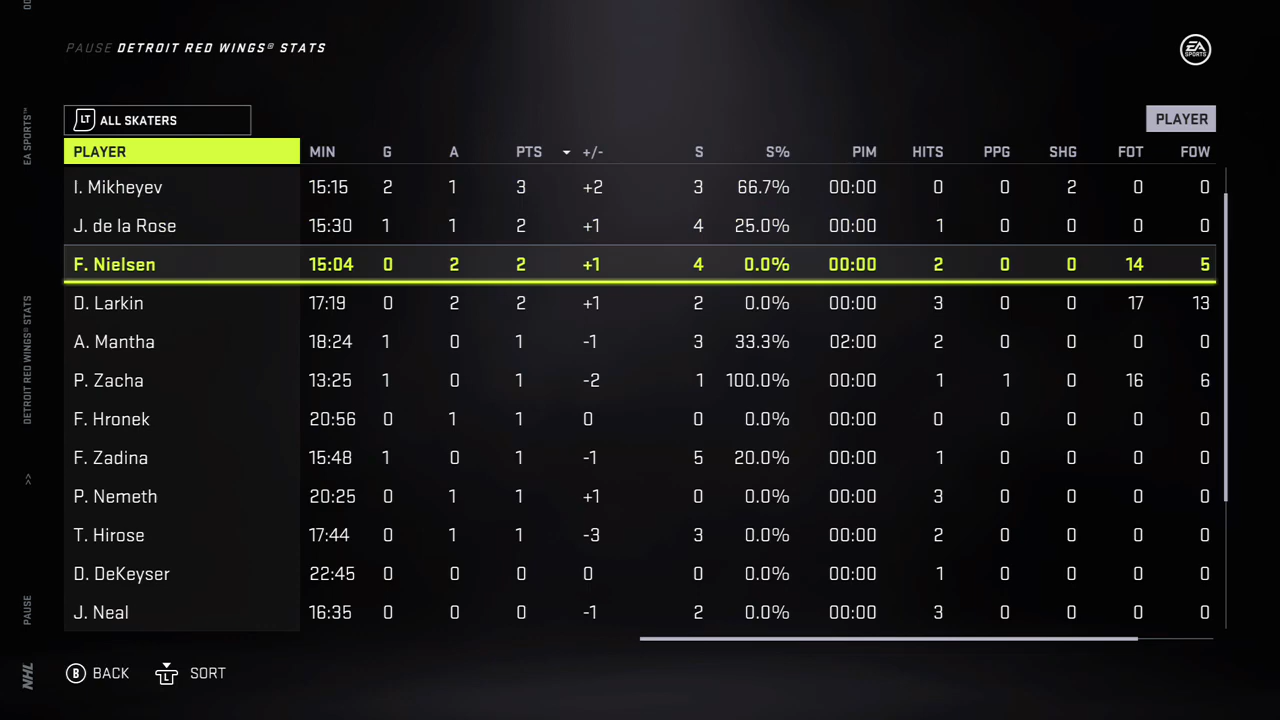 PAUSE DETROIT RED WINGS® STATS
EA SPORTS
LT ALL SKATERS
PLAYER
PLAYER MIN G A PTS +/- S S% PIM HITS PPG SHG FOT FOW
I. Mikheyev 15:15 2 1 3 +2 3 66.7% 00:00 0 0 2 0 0
J. de la Rose 15:30 1 1 2 +1 4 25.0% 00:00 1 0 0 0 0
F. Nielsen 15:04 0 2 2 +1 4 0.0% 00:00 2 0 0 14 5
D. Larkin 17:19 0 2 2 +1 2 0.0% 00:00 3 0 0 17 13
A. Mantha 18:24 1 0 1 -1 3 33.3% 02:00 2 0 0 0 0
P. Zacha 13:25 1 0 1 -2 1 100.0% 00:00 1 1 0 16 6
F. Hronek 20:56 0 1 1 0 0 0.0% 00:00 0 0 0 0 0
F. Zadina 15:48 1 0 1 -1 5 20.0% 00:00 1 0 0 0 0
P. Nemeth 20:25 0 1 1 +1 0 0.0% 00:00 3 0 0 0 0
T. Hirose 17:44 0 1 1 -3 3 0.0% 00:00 2 0 0 0 0
D. DeKeyser 22:45 0 0 0 0 0 0.0% 00:00 1 0 0 0 0
J. Neal 16:35 0 0 0 -1 2 0.0% 00:00 3 0 0 0 0
B BACK L SORT
NHL PAUSE >> DETROIT RED WINGS® STATS EA SPORTS™